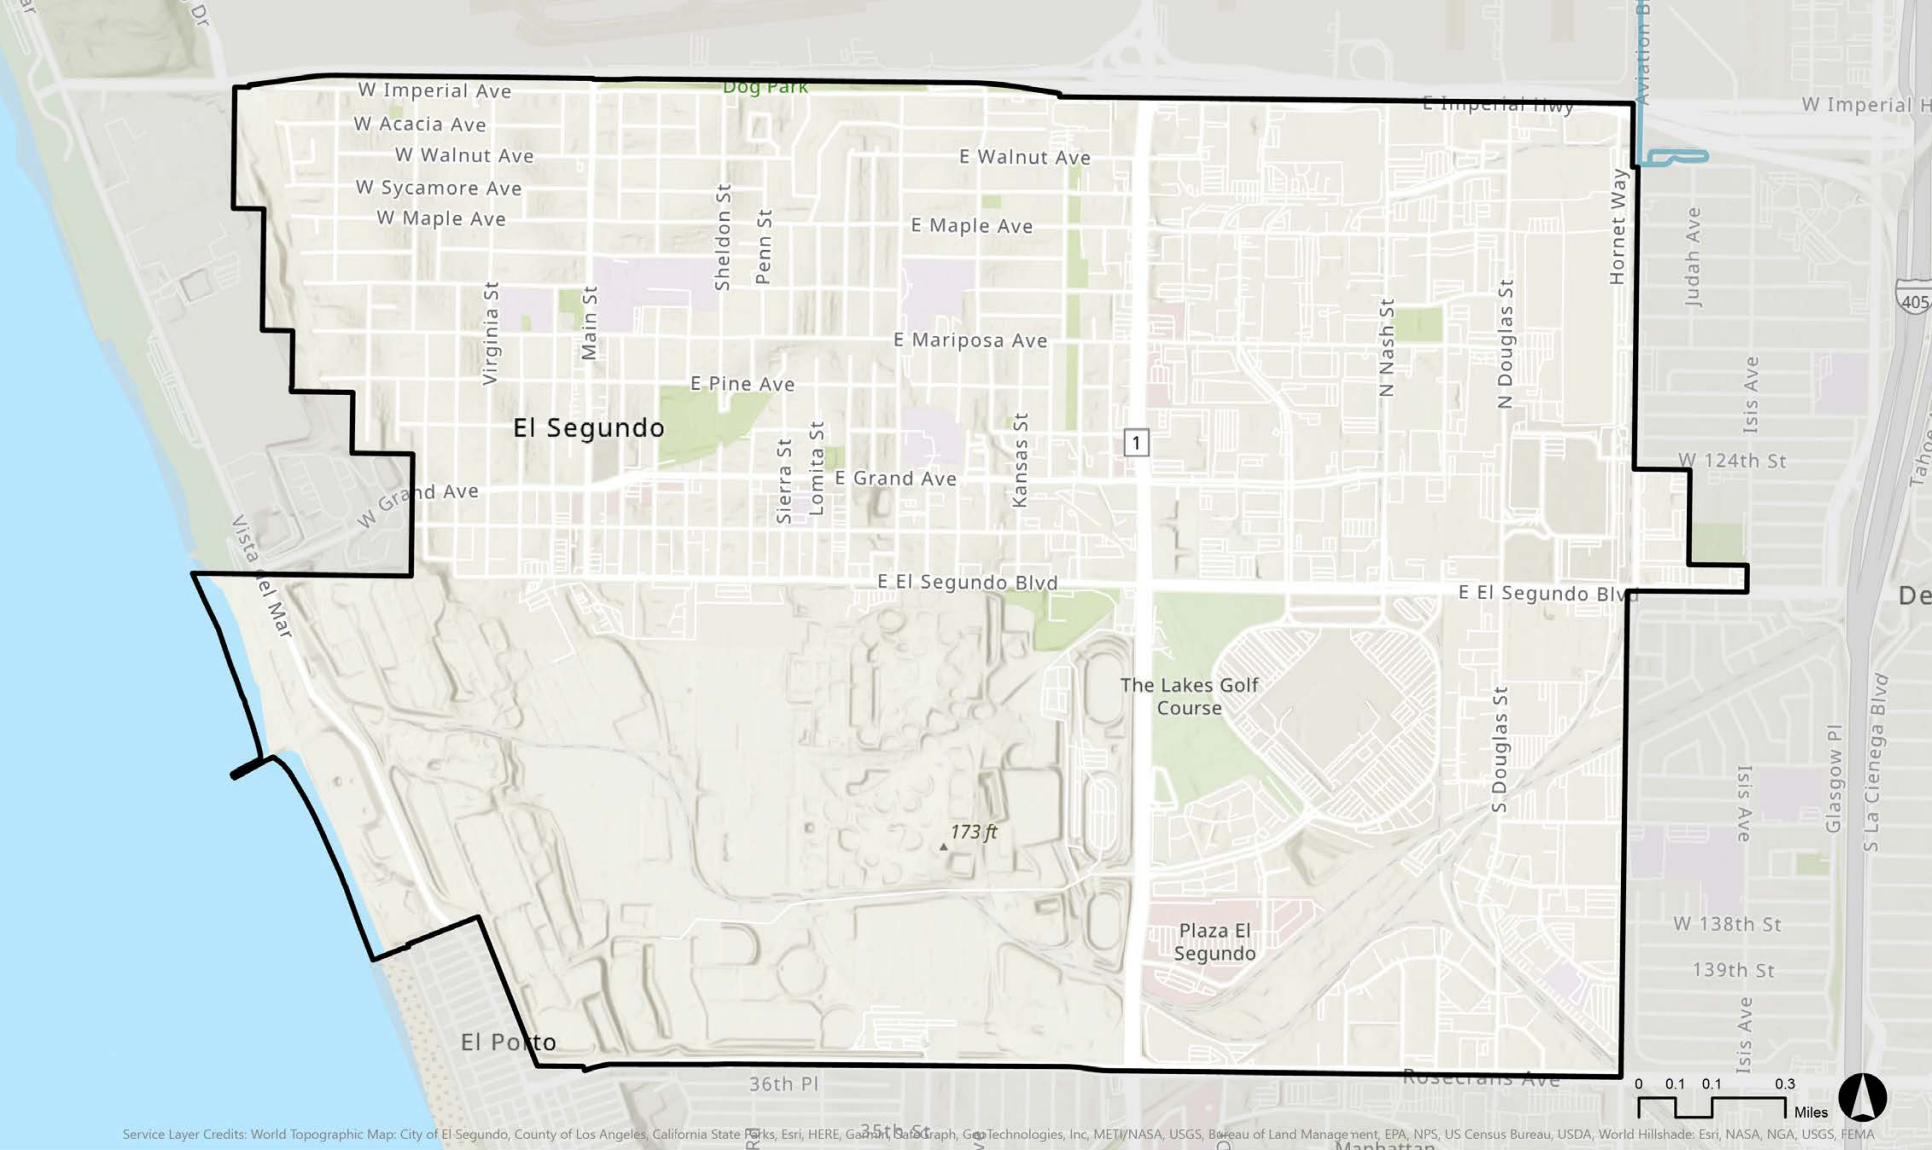 Dr
Aviation B
W Imperial Ave
Dog Park
E Imperial Hwy
W Imperial H
W Acacia Ave
W Walnut Ave
E Walnut Ave
W Sycamore Ave
W Maple Ave
E Maple Ave
Sheldon St
Penn St
Hornet Way
Judah Ave
405
Virginia St
Main St
E Mariposa Ave
N Nash St
N Douglas St
E Pine Ave
Isis Ave
El Segundo
Sierra St
Lomita St
Kansas St
1
W 124th St
Taho
W Grand Ave
E Grand Ave
Vista del Mar
E El Segundo Blvd
E El Segundo Blvd
De
The Lakes Golf
Course
S Douglas St
Isis Ave
Glasgow Pl
S La Cienega Blvd
173 ft
Plaza El
Segundo
W 138th St
139th St
Isis Ave
El Porto
36th Pl
Rosecrans Ave
0 0.1 0.1 0.3
Miles
35th St
Service Layer Credits: World Topographic Map: City of El Segundo, County of Los Angeles, California State Parks, Esri, HERE, Garmin, SafeGraph, GeoTechnologies, Inc, METI/NASA, USGS, Bureau of Land Management, EPA, NPS, US Census Bureau, USDA, World Hillshade: Esri, NASA, NGA, USGS, FEMA
Manhattan